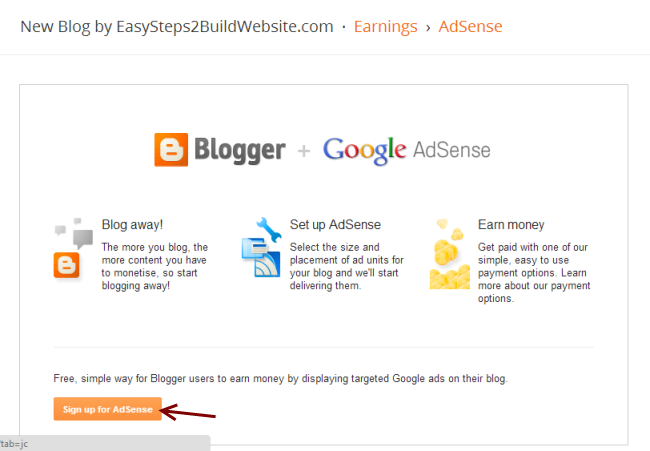 New Blog by EasySteps2BuildWebsite.com · Earnings › AdSense
Blogger + Google AdSense
Blog away!
The more you blog, the
more content you have
to monetise, so start
blogging away!
Set up AdSense
Select the size and
placement of ad units for
your blog and we'll start
delivering them.
Earn money
Get paid with one of our
simple, easy to use
payment options. Learn
more about our payment
options.
Free, simple way for Blogger users to earn money by displaying targeted Google ads on their blog.
Sign up for AdSense
?tab=jc